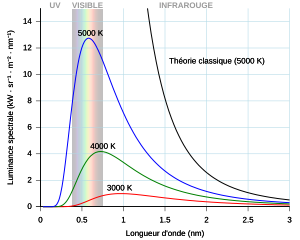 UV VISIBLE INFRAROUGE
14
12
10
8
6
4
2
0
Luminance spectrale (kW · sr⁻¹ · m⁻² · nm⁻¹)
5000 K
Théorie classique (5000 K)
4000 K
3000 K
0 0.5 1 1.5 2 2.5 3
Longueur d'onde (nm)